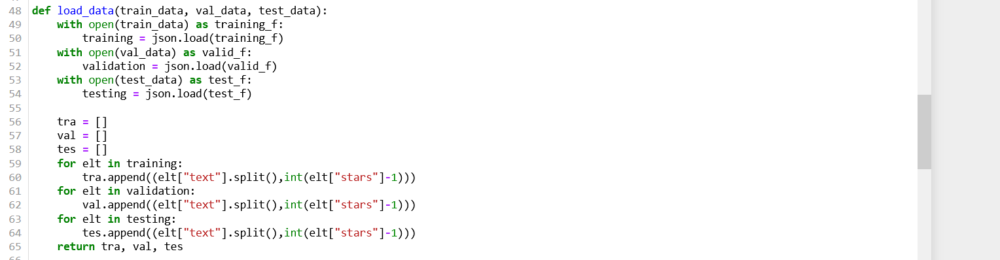 48 def load_data(train_data, val_data, test_data):
49     with open(train_data) as training_f:
50         training = json.load(training_f)
51     with open(val_data) as valid_f:
52         validation = json.load(valid_f)
53     with open(test_data) as test_f:
54         testing = json.load(test_f)
55
56     tra = []
57     val = []
58     tes = []
59     for elt in training:
60         tra.append((elt["text"].split(),int(elt["stars"]-1)))
61     for elt in validation:
62         val.append((elt["text"].split(),int(elt["stars"]-1)))
63     for elt in testing:
64         tes.append((elt["text"].split(),int(elt["stars"]-1)))
65     return tra, val, tes